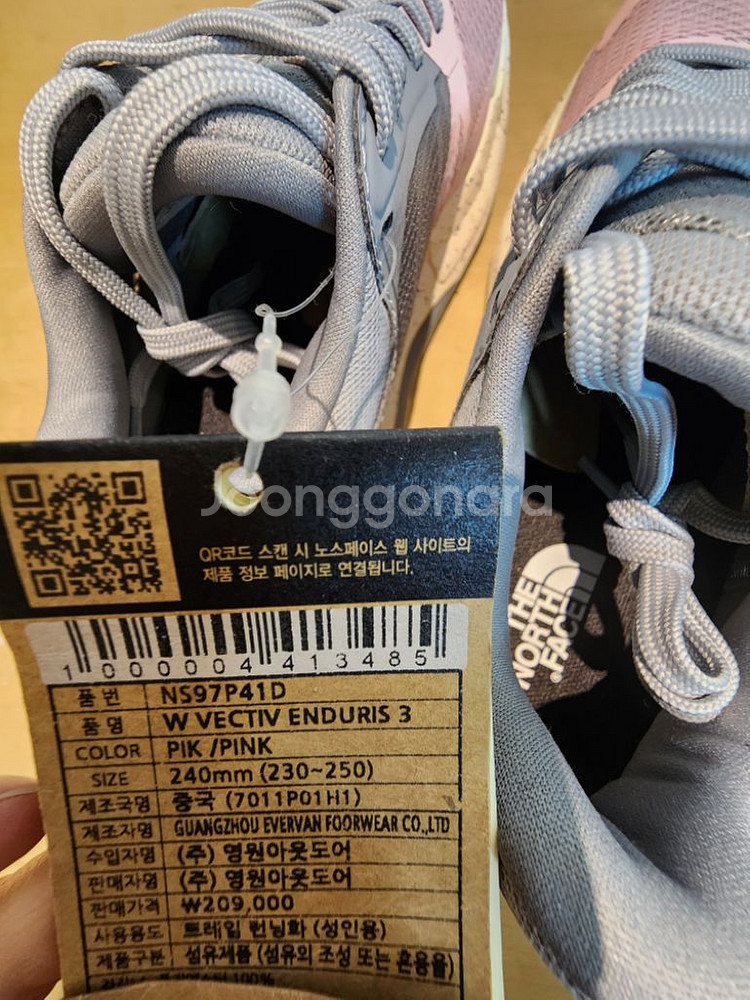 Joonggonara
QR코드 스캔 시 노스페이스 웹 사이트의
제품 정보 페이지로 연결됩니다.
1 000004 413485
품 번 NS97P41D
품 명 W VECTIV ENDURIS 3
COLOR PIK /PINK
SIZE 240mm (230~250)
제조국명 중국 (7011P01H1)
제조자명 GUANGZHOU EVERVAN FOORWEAR CO.,LTD
수입자명 (주) 영원아웃도어
판매자명 (주) 영원아웃도어
판매가격 ₩209,000
사용용도 트레일 런닝화 (성인용)
제품구분 섬유제품 (섬유의 조성 또는 혼용율)
100%
THE
NORTH
FACE